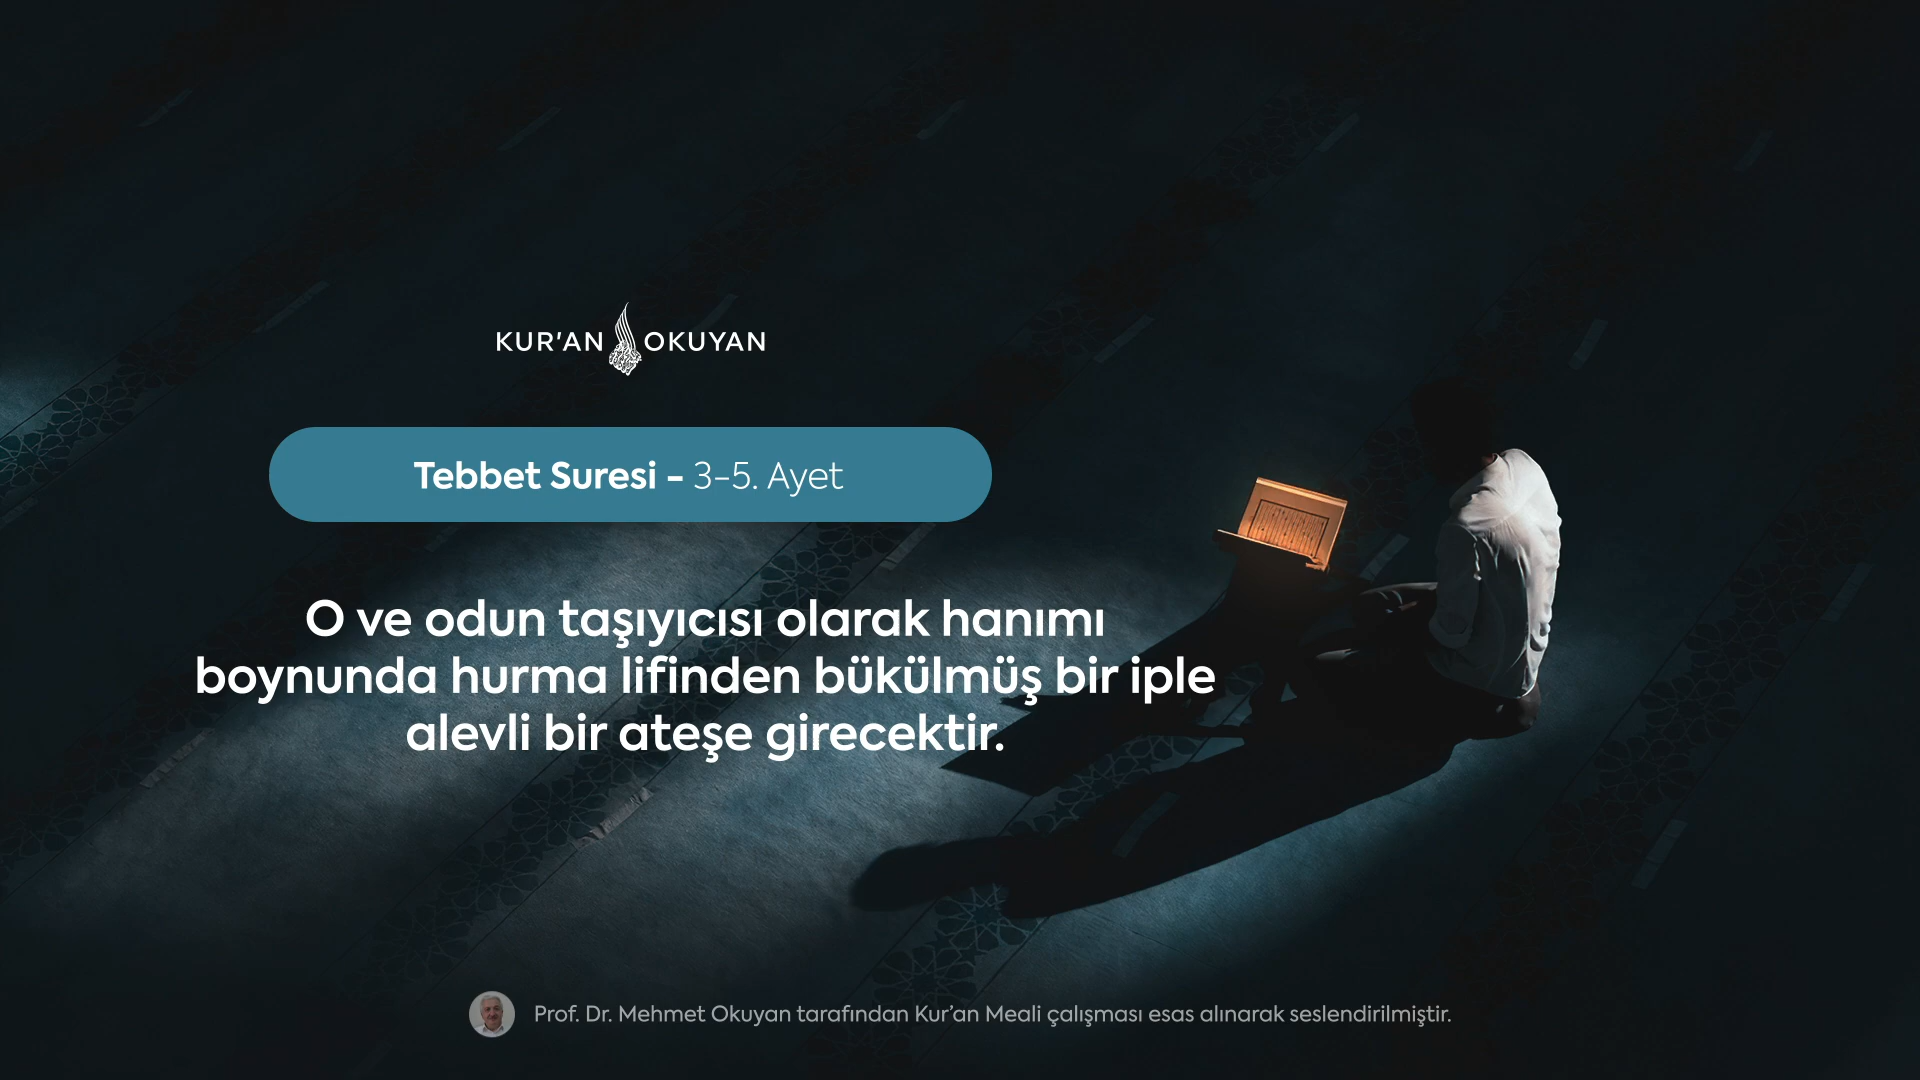 KUR'AN OKUYAN
Tebbet Suresi - 3-5. Ayet
O ve odun taşıyıcısı olarak hanımı
boynunda hurma lifinden bükülmüş bir iple
alevli bir ateşe girecektir.
Prof. Dr. Mehmet Okuyan tarafından Kur’an Meali çalışması esas alınarak seslendirilmiştir.